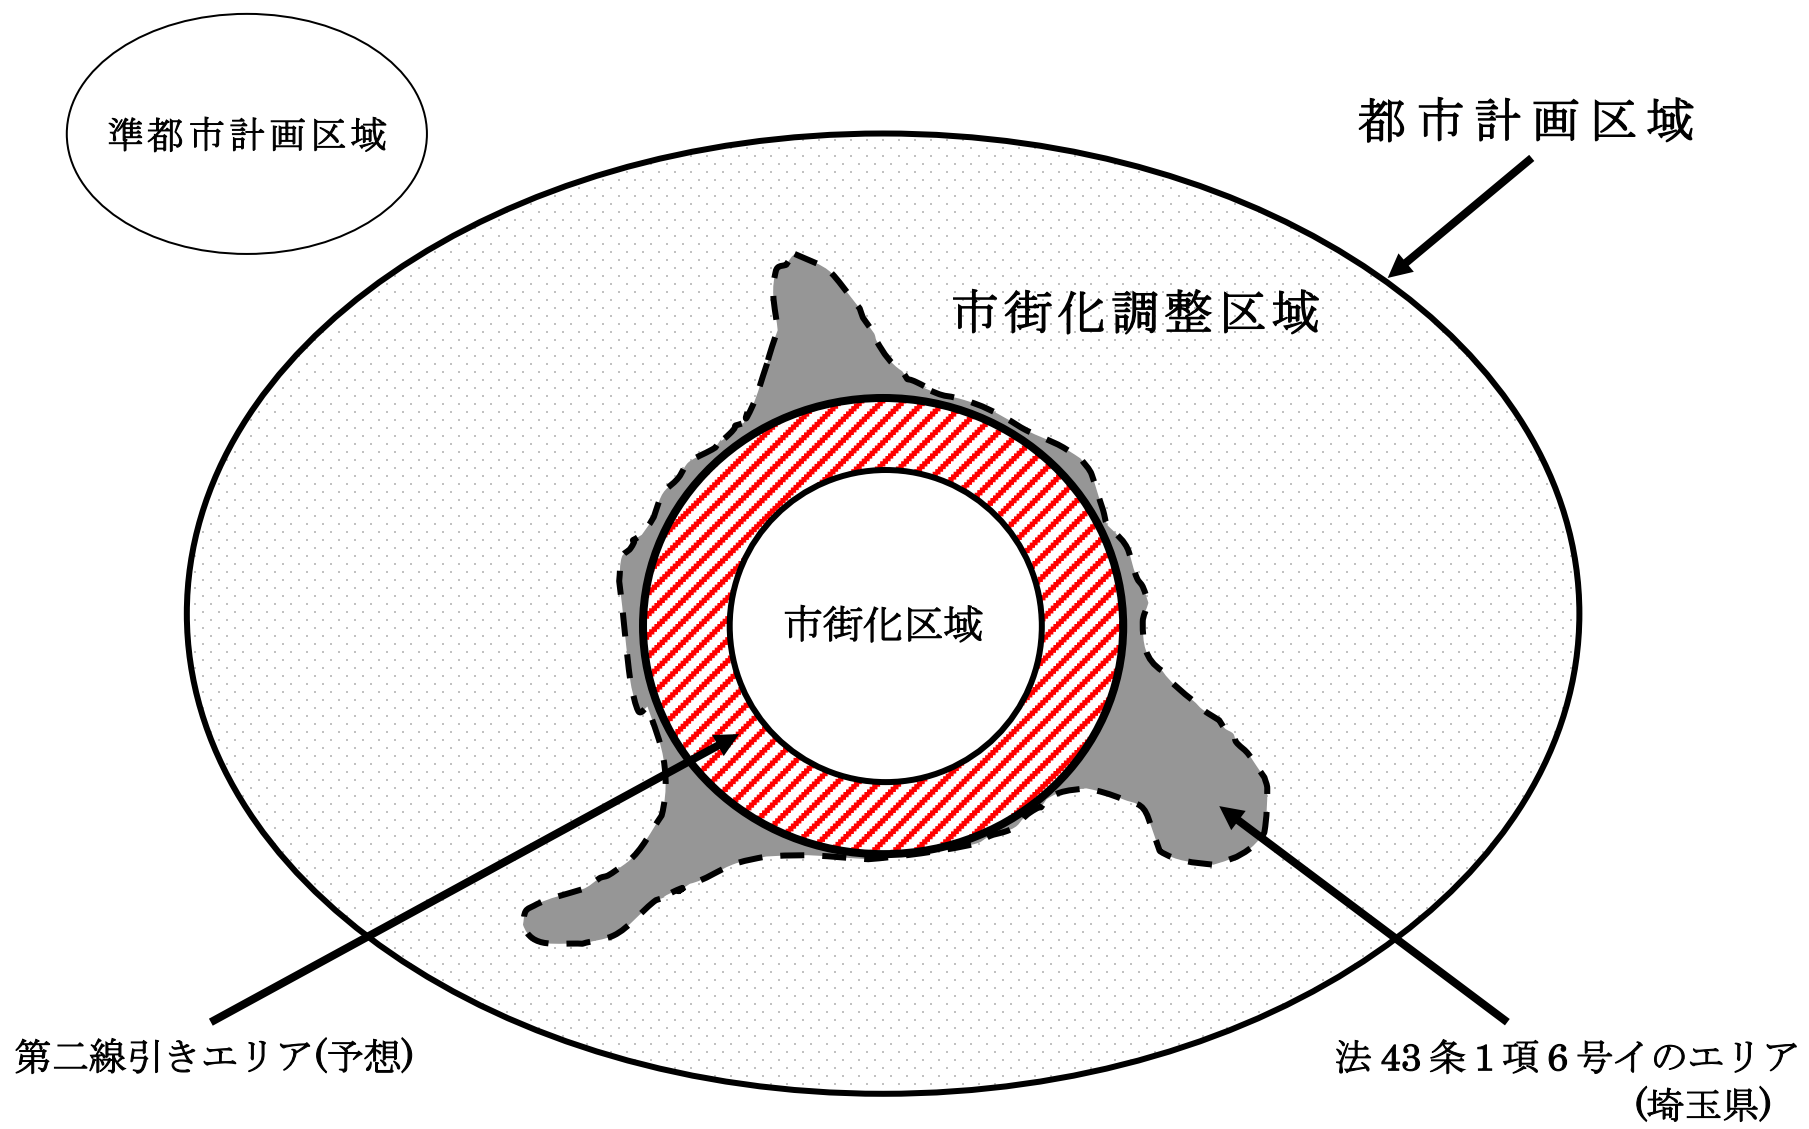 準都市計画区域
都市計画区域
市街化調整区域
市街化区域
第二線引きエリア(予想)
法43条1項6号イのエリア
(埼玉県)